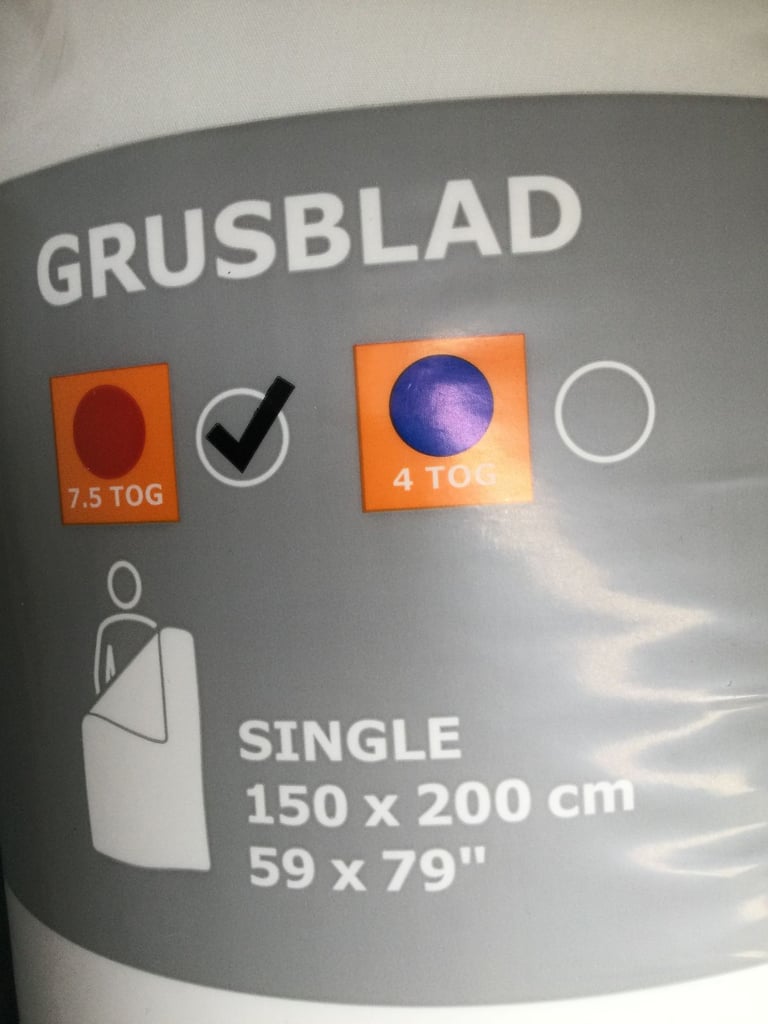 GRUSBLAD
7.5 TOG
4 TOG
SINGLE
150 x 200 cm
59 x 79"